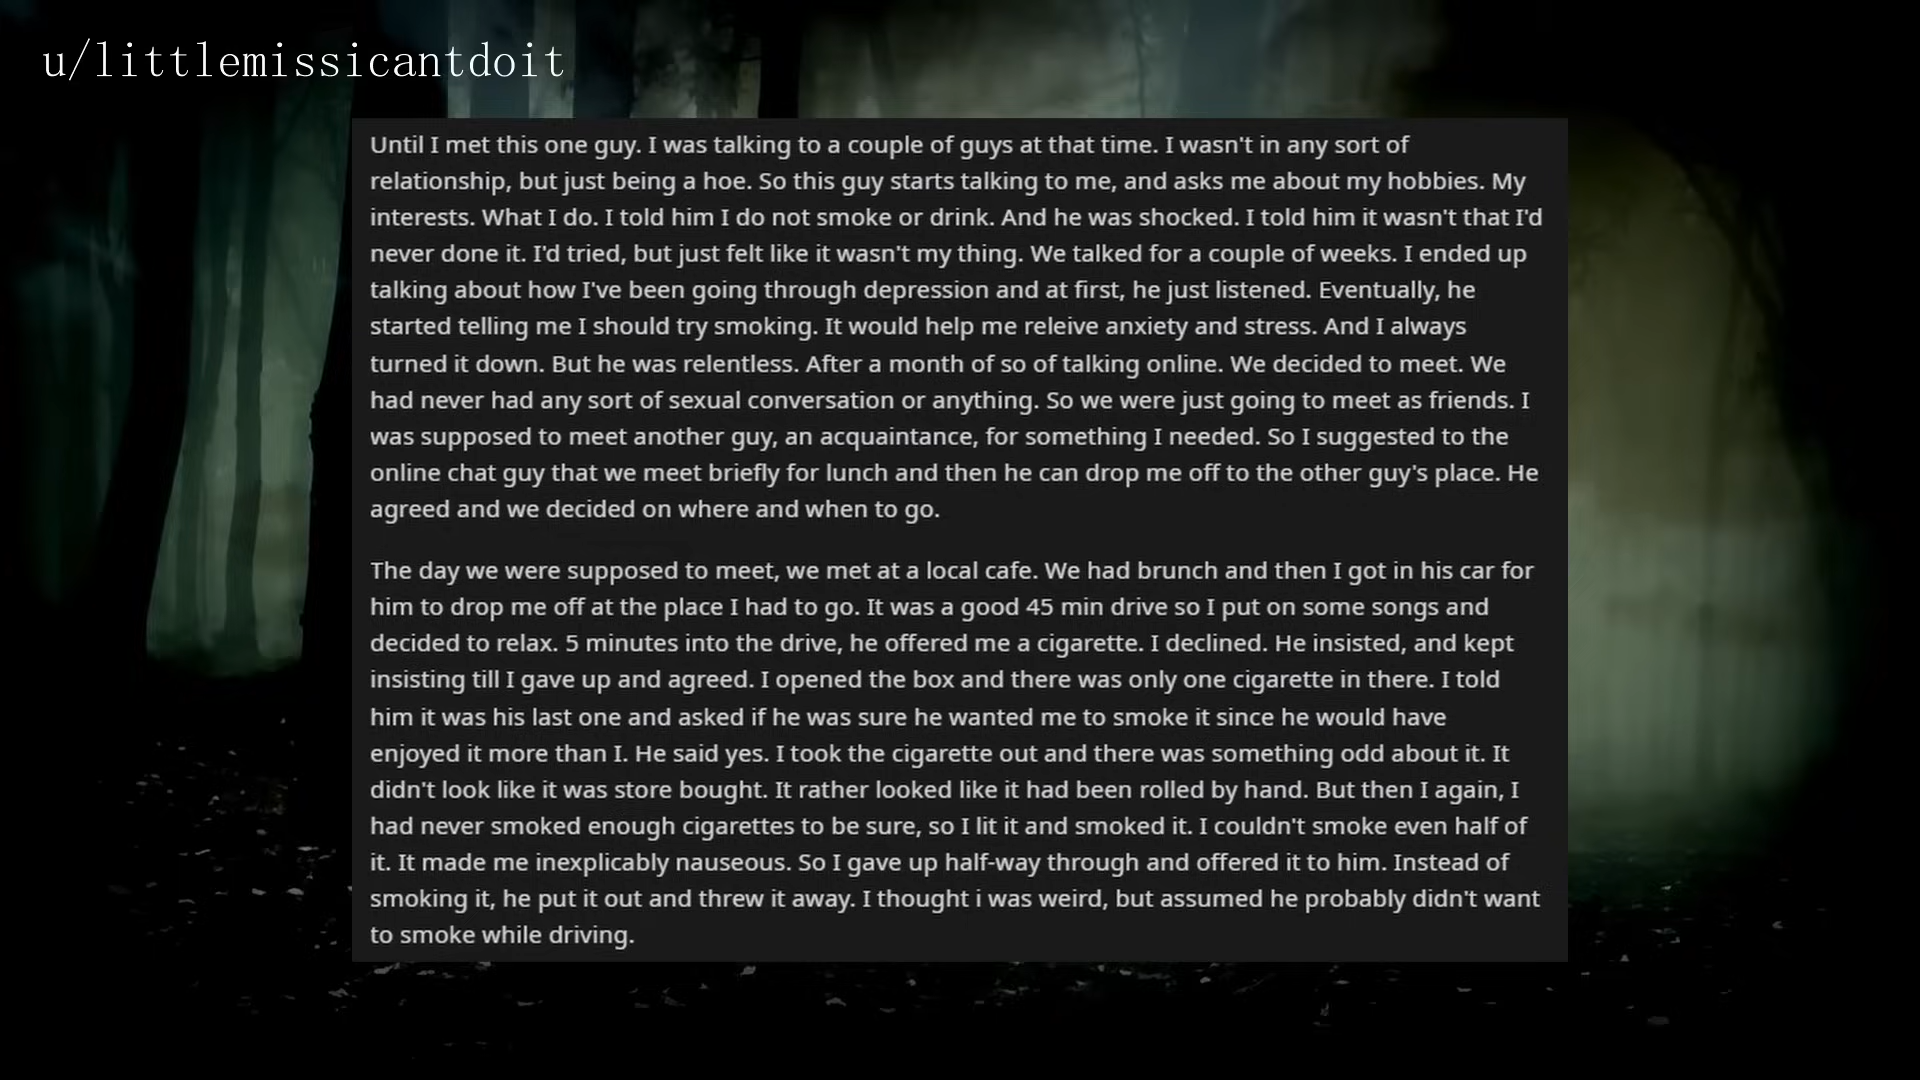 u/littlemissicantdoit
Until I met this one guy. I was talking to a couple of guys at that time. I wasn't in any sort of
relationship, but just being a hoe. So this guy starts talking to me, and asks me about my hobbies. My
interests. What I do. I told him I do not smoke or drink. And he was shocked. I told him it wasn't that I'd
never done it. I'd tried, but just felt like it wasn't my thing. We talked for a couple of weeks. I ended up
talking about how I've been going through depression and at first, he just listened. Eventually, he
started telling me I should try smoking. It would help me releive anxiety and stress. And I always
turned it down. But he was relentless. After a month of so of talking online. We decided to meet. We
had never had any sort of sexual conversation or anything. So we were just going to meet as friends. I
was supposed to meet another guy, an acquaintance, for something I needed. So I suggested to the
online chat guy that we meet briefly for lunch and then he can drop me off to the other guy's place. He
agreed and we decided on where and when to go.
The day we were supposed to meet, we met at a local cafe. We had brunch and then I got in his car for
him to drop me off at the place I had to go. It was a good 45 min drive so I put on some songs and
decided to relax. 5 minutes into the drive, he offered me a cigarette. I declined. He insisted, and kept
insisting till I gave up and agreed. I opened the box and there was only one cigarette in there. I told
him it was his last one and asked if he was sure he wanted me to smoke it since he would have
enjoyed it more than I. He said yes. I took the cigarette out and there was something odd about it. It
didn't look like it was store bought. It rather looked like it had been rolled by hand. But then I again, I
had never smoked enough cigarettes to be sure, so I lit it and smoked it. I couldn't smoke even half of
it. It made me inexplicably nauseous. So I gave up half-way through and offered it to him. Instead of
smoking it, he put it out and threw it away. I thought i was weird, but assumed he probably didn't want
to smoke while driving.